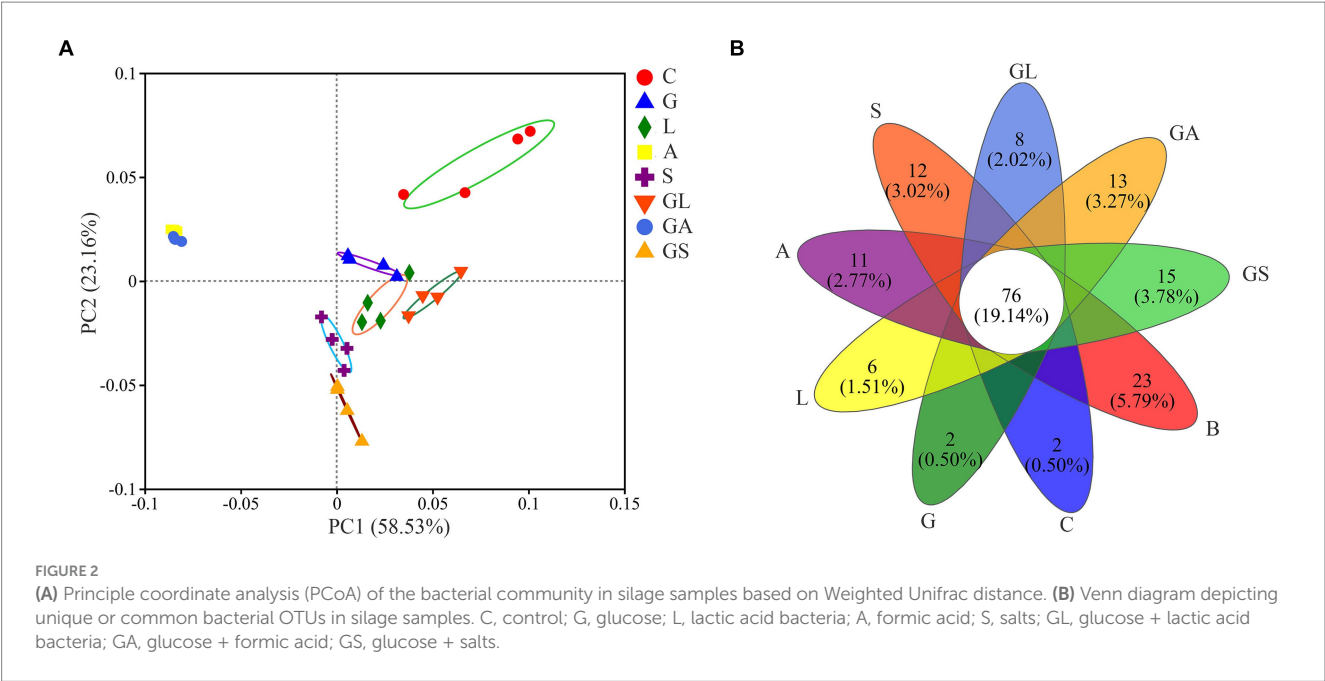 A
0.1
0.05
0
-0.05
-0.1
-0.1
-0.05
0
0.05
0.1
0.15
PC2 (23.16%)
PC1 (58.53%)
C
G
L
A
S
GL
GA
GS
B
GL
8
(2.02%)
GA
13
(3.27%)
GS
15
(3.78%)
B
23
(5.79%)
C
2
(0.50%)
G
2
(0.50%)
L
6
(1.51%)
A
11
(2.77%)
S
12
(3.02%)
76
(19.14%)
FIGURE 2
(A) Principle coordinate analysis (PCoA) of the bacterial community in silage samples based on Weighted Unifrac distance. (B) Venn diagram depicting
unique or common bacterial OTUs in silage samples. C, control; G, glucose; L, lactic acid bacteria; A, formic acid; S, salts; GL, glucose + lactic acid
bacteria; GA, glucose + formic acid; GS, glucose + salts.